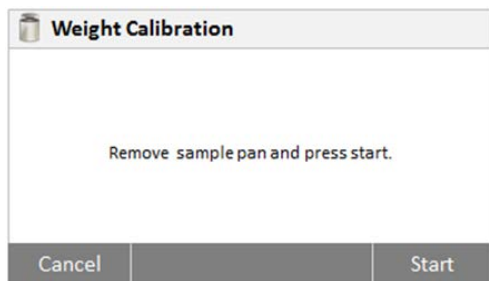 Weight Calibration
Remove sample pan and press start.
Cancel
Start